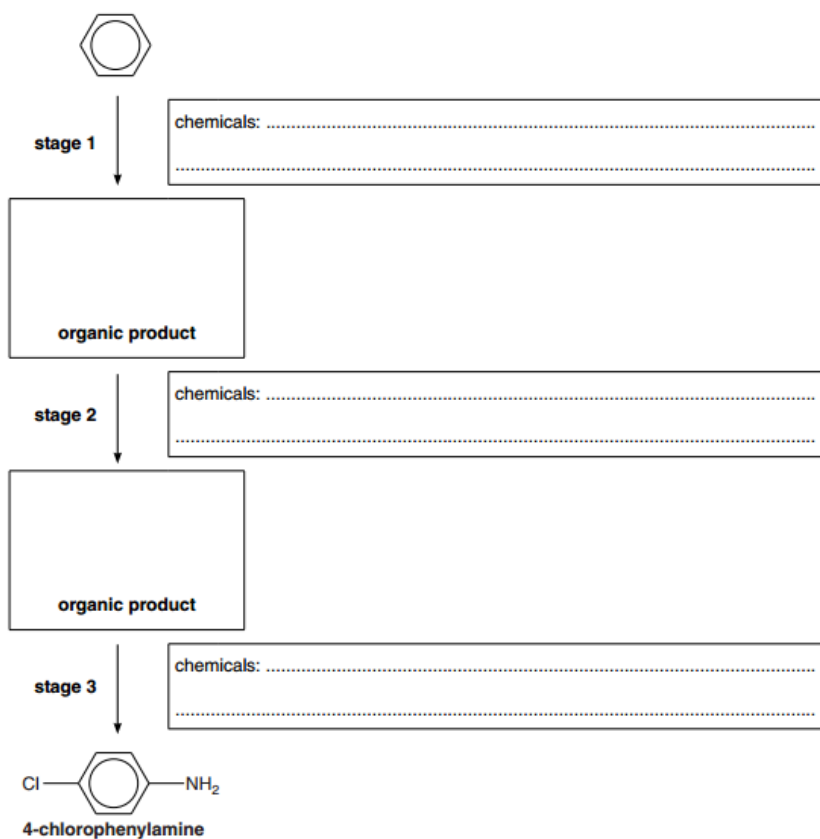 chemicals: ................................................................................................
stage 1
................................................................................................................
organic product
chemicals: ................................................................................................
stage 2
................................................................................................................
organic product
chemicals: ................................................................................................
stage 3
................................................................................................................
Cl NH₂
4-chlorophenylamine